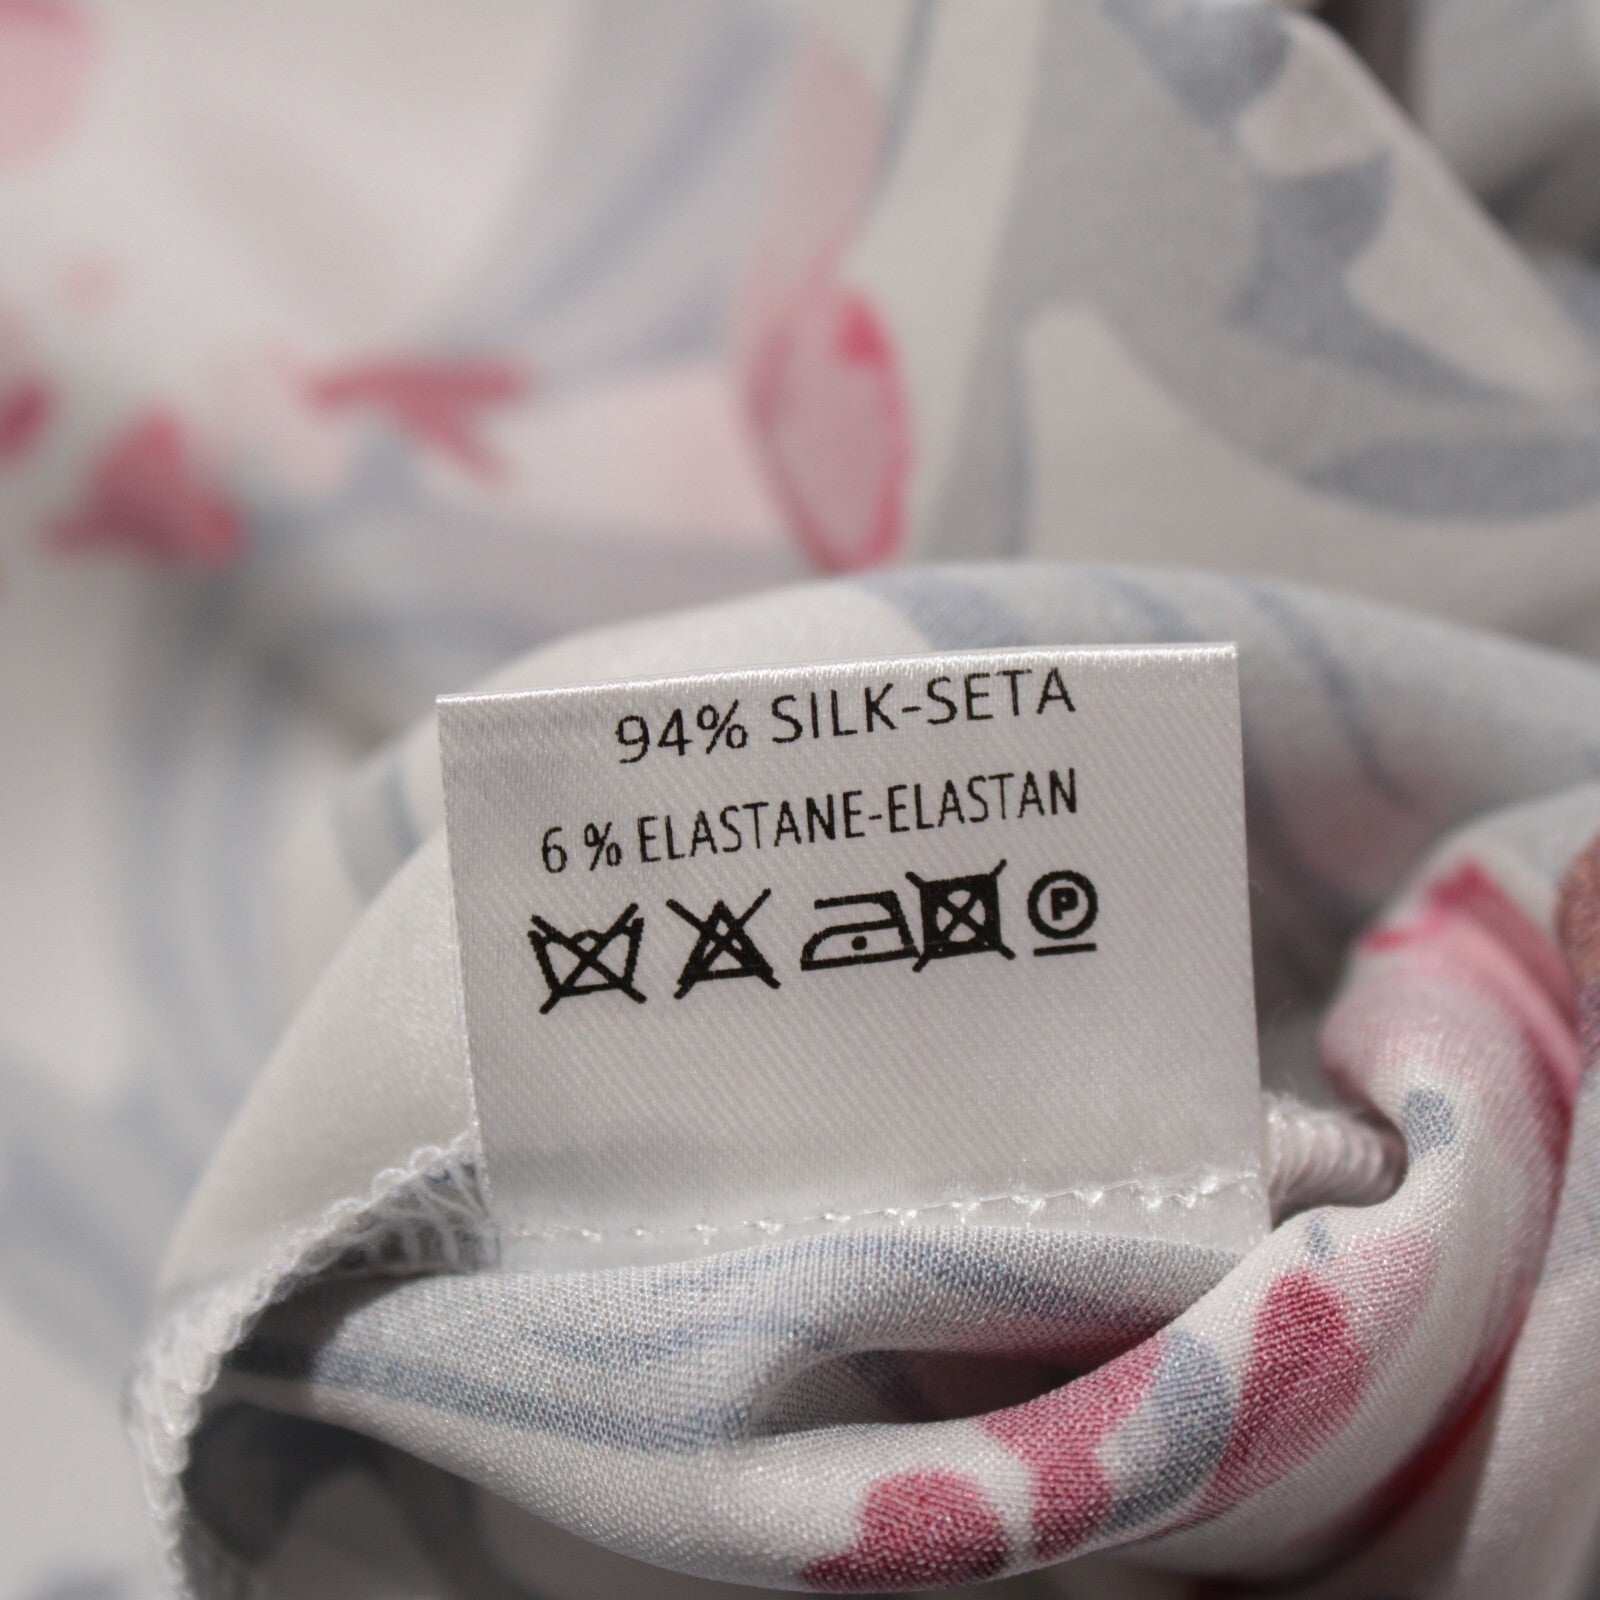 94% SILK-SETA
6 % ELASTANE-ELASTAN
P